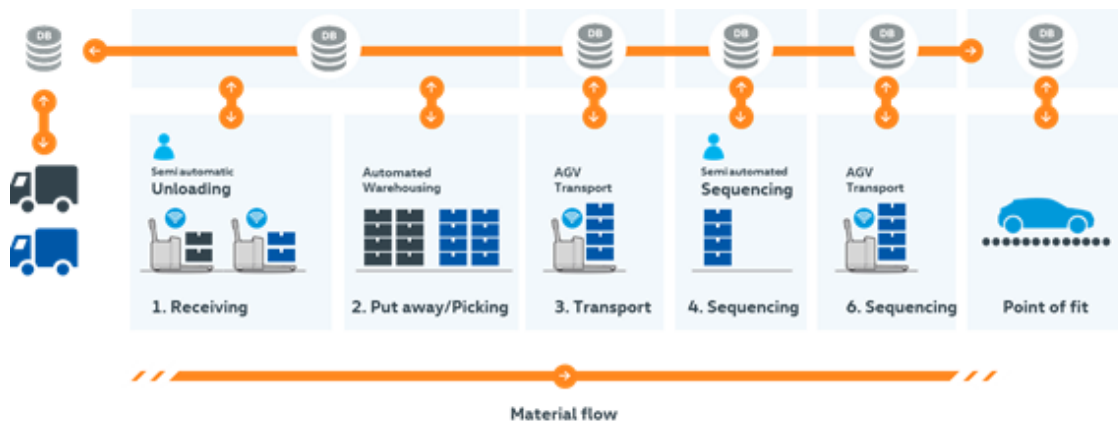 DB
DB
DB
DB
DB
DB
Semi automatic
Unloading
Automated
Warehousing
AGV
Transport
Semi automated
Sequencing
AGV
Transport
1. Receiving
2. Put away/Picking
3. Transport
4. Sequencing
6. Sequencing
Point of fit
Material flow